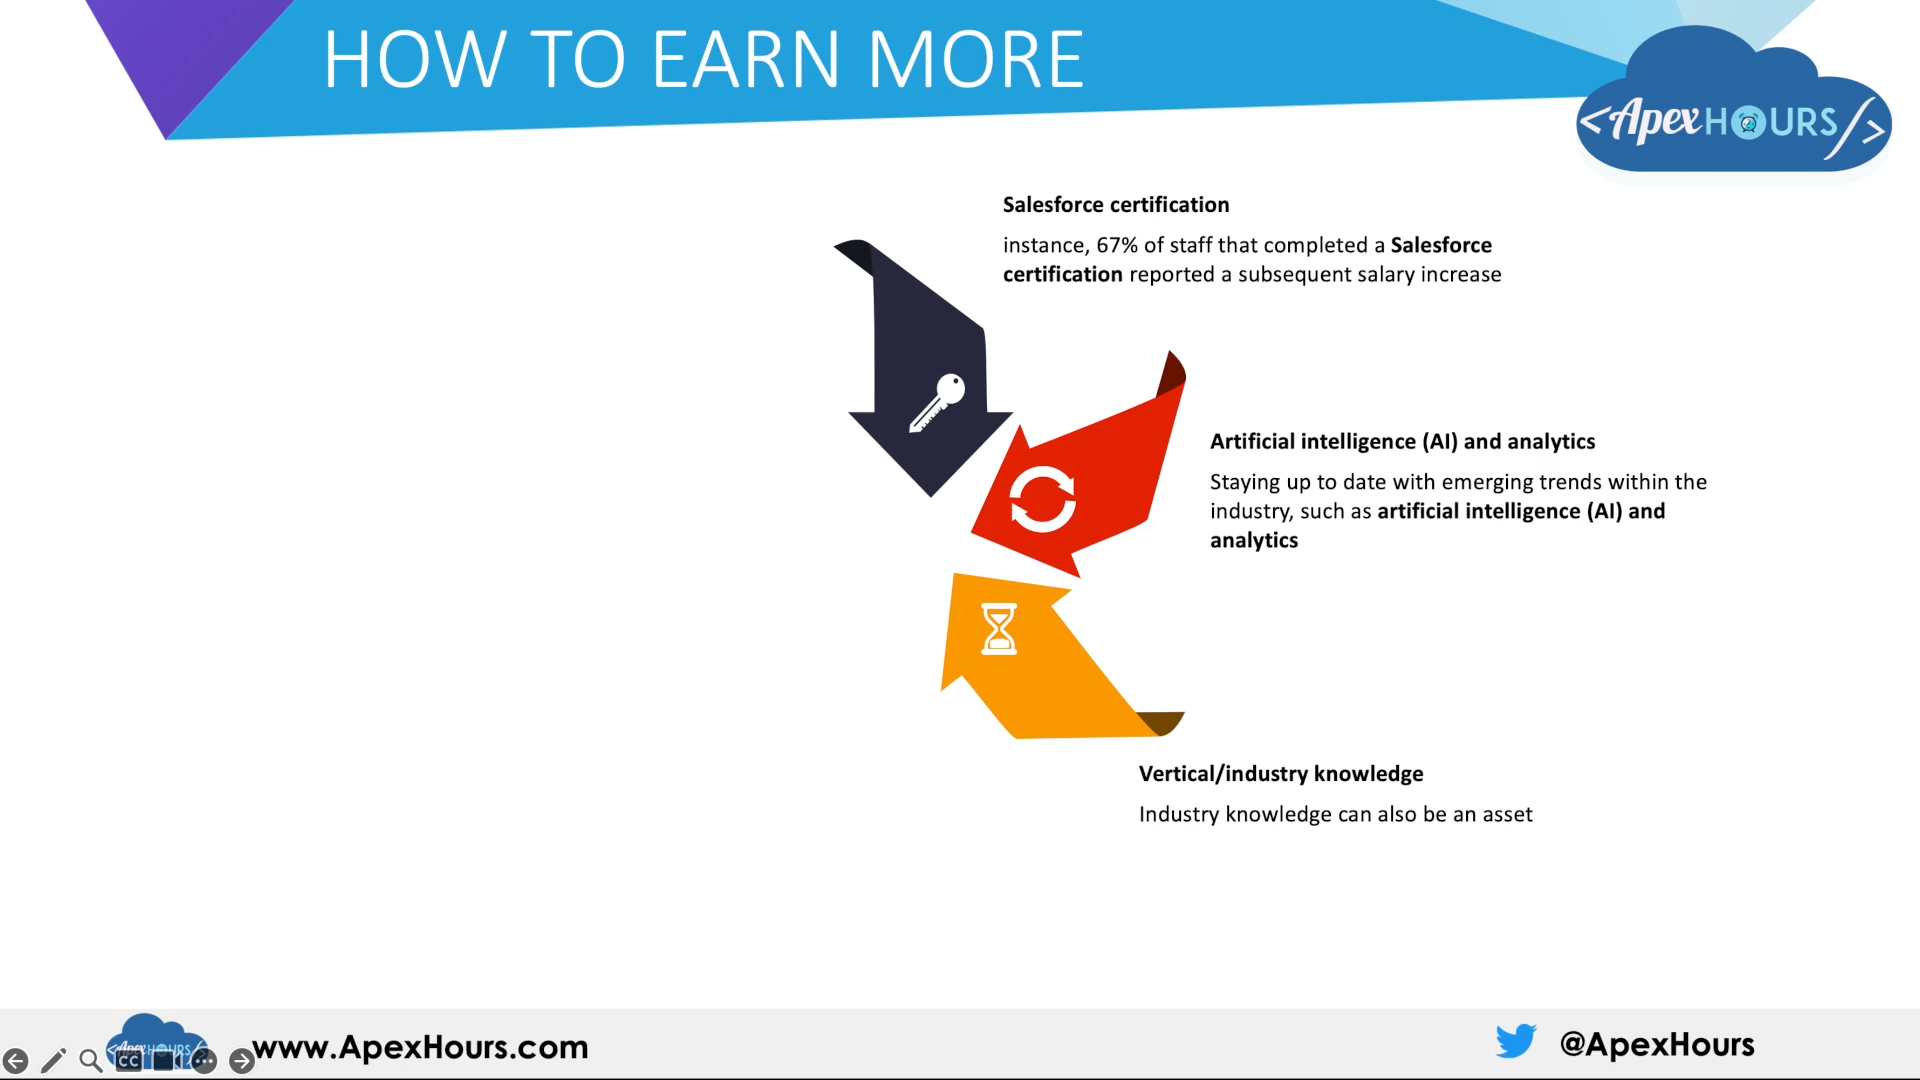 HOW TO EARN MORE
<ApexHOURS/>
Salesforce certification
instance, 67% of staff that completed a Salesforce
certification reported a subsequent salary increase
Artificial intelligence (AI) and analytics
Staying up to date with emerging trends within the
industry, such as artificial intelligence (AI) and
analytics
Vertical/industry knowledge
Industry knowledge can also be an asset
<ApexHOURS/>
CC
www.ApexHours.com
@ApexHours